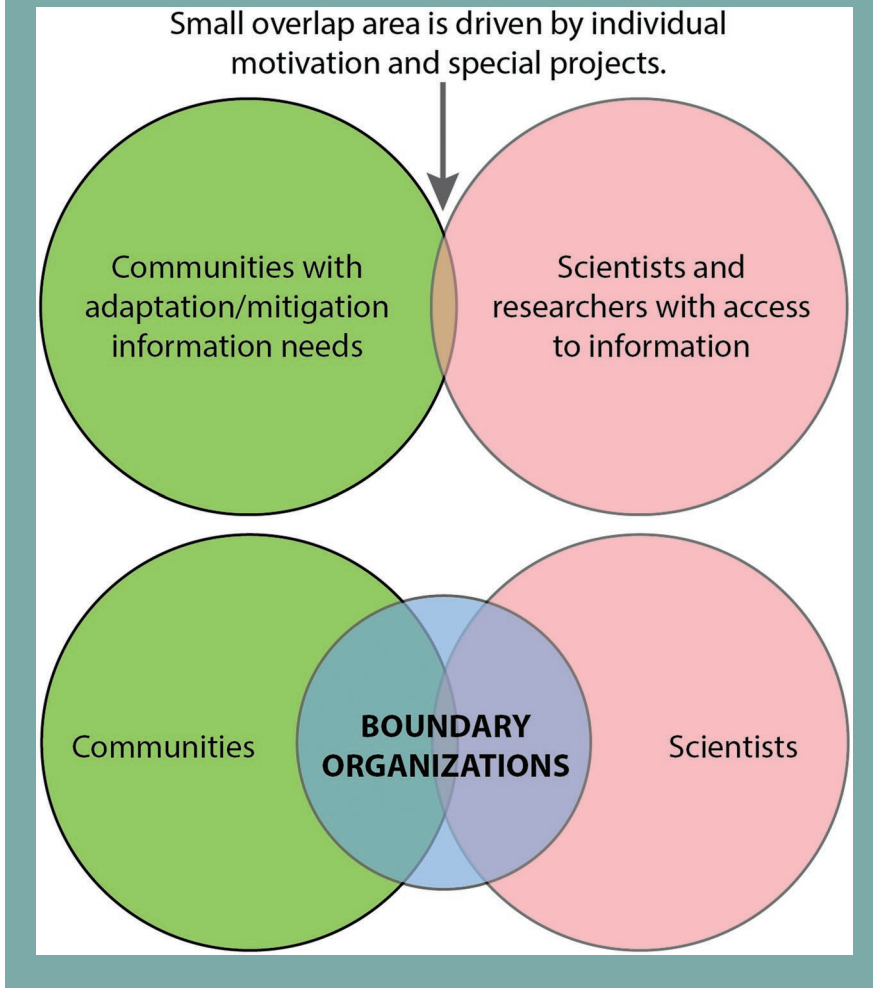 Small overlap area is driven by individual
motivation and special projects.
Communities with
adaptation/mitigation
information needs
Scientists and
researchers with access
to information
Communities
BOUNDARY
ORGANIZATIONS
Scientists